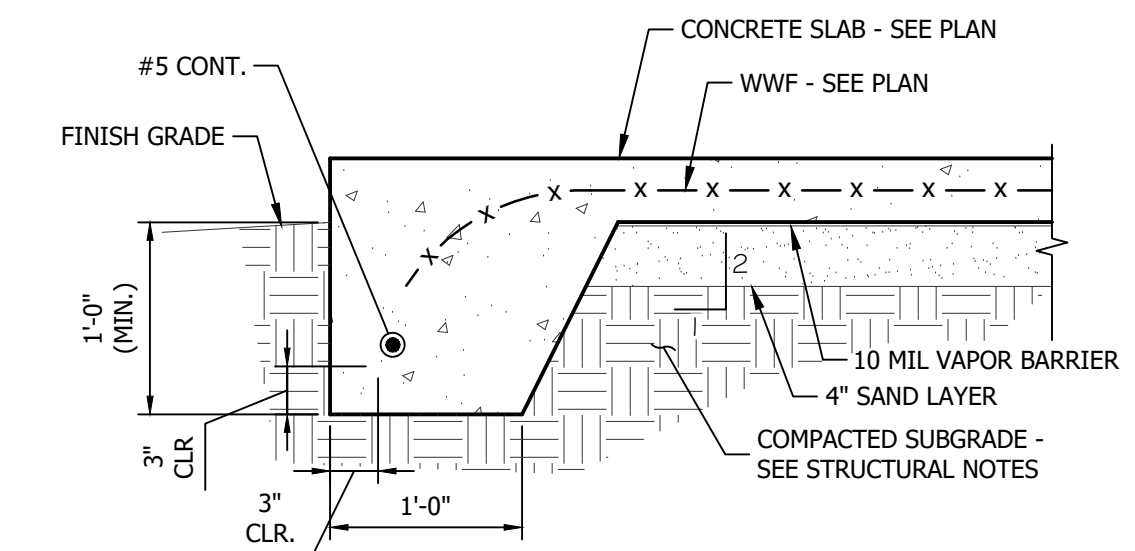 CONCRETE SLAB - SEE PLAN
#5 CONT.
WWF - SEE PLAN
FINISH GRADE
X X X X X X X X X
2
1
1'-0"
(MIN.)
10 MIL VAPOR BARRIER
4" SAND LAYER
3"
CLR
COMPACTED SUBGRADE -
SEE STRUCTURAL NOTES
3"
CLR.
1'-0"